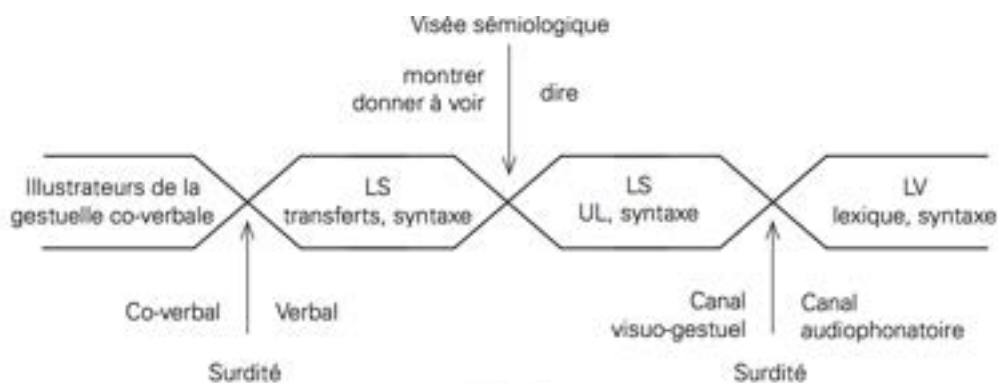 Visée sémiologique
montrer
donner à voir
dire
Illustrateurs de la
gestuelle co-verbale
LS
transferts, syntaxe
LS
UL, syntaxe
LV
lexique, syntaxe
Co-verbal
Verbal
Canal
visuo-gestuel
Canal
audiophonatoire
Surdité
Surdité